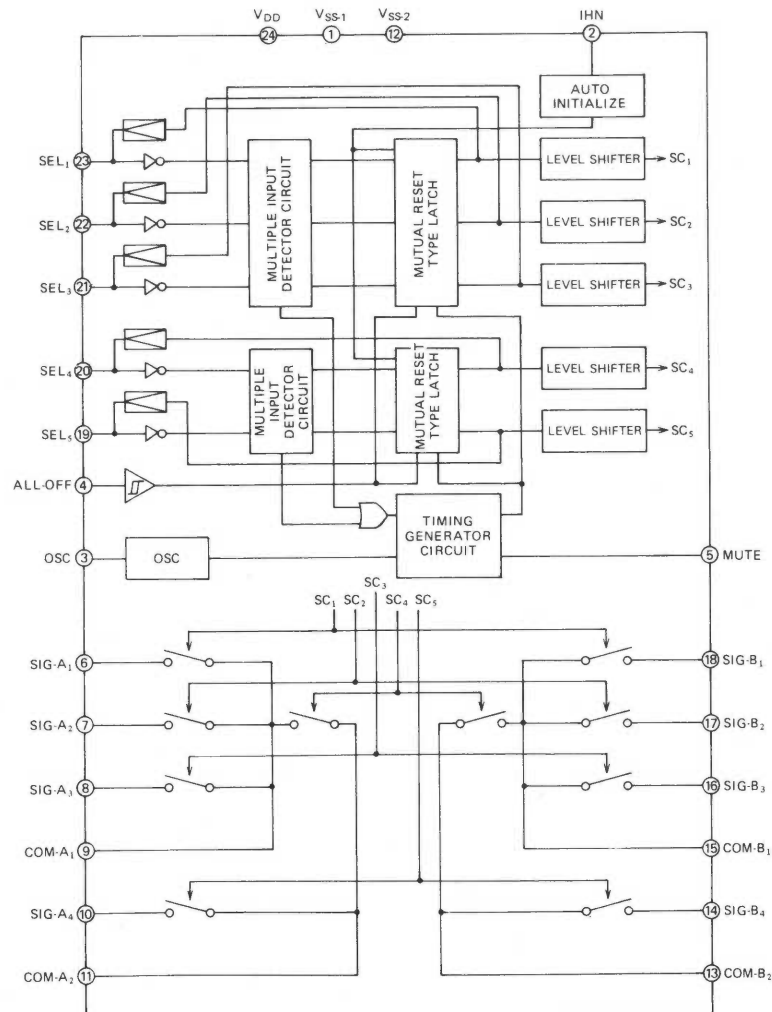 V_DD V_SS-1 V_SS-2 IHN
24 1 12 2
AUTO
INITIALIZE
SEL₁ 23
MULTIPLE INPUT
DETECTOR CIRCUIT
MUTUAL RESET
TYPE LATCH
LEVEL SHIFTER SC₁
SEL₂ 22
LEVEL SHIFTER SC₂
SEL₃ 21
LEVEL SHIFTER SC₃
SEL₄ 20
MULTIPLE
INPUT
DETECTOR
CIRCUIT
MUTUAL RESET
TYPE LATCH
LEVEL SHIFTER SC₄
SEL₅ 19
LEVEL SHIFTER SC₅
ALL-OFF 4
TIMING
GENERATOR
CIRCUIT
OSC 3 OSC
5 MUTE
SC₁ SC₂ SC₃ SC₄ SC₅
SIG-A₁ 6 18 SIG-B₁
SIG-A₂ 7 17 SIG-B₂
SIG-A₃ 8 16 SIG-B₃
COM-A₁ 9 15 COM-B₁
SIG-A₄ 10 14 SIG-B₄
COM-A₂ 11 13 COM-B₂